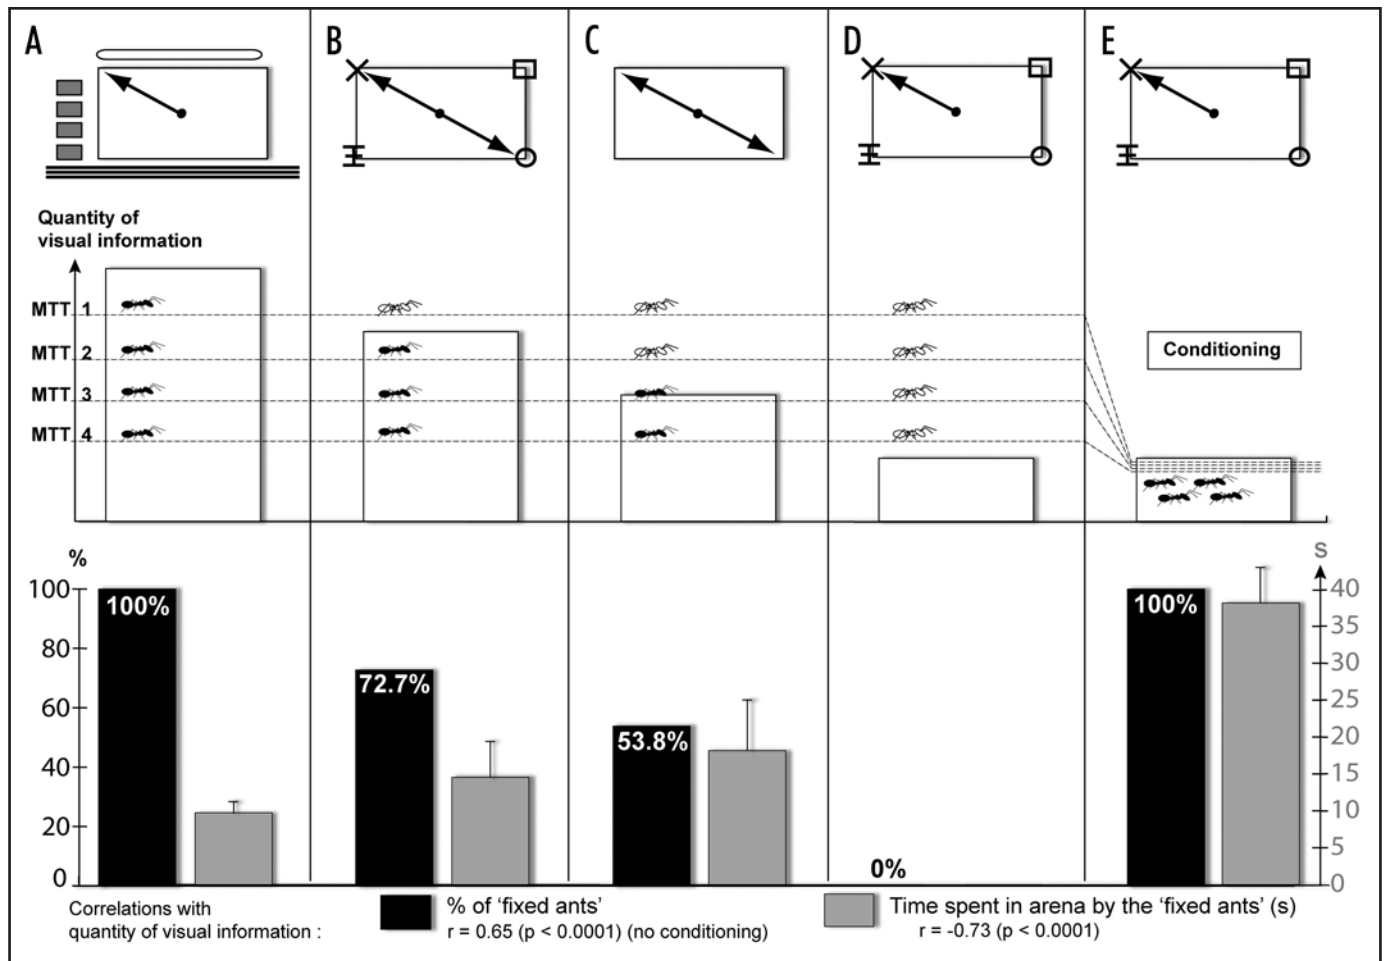 A B C D E
Quantity of
visual information
MTT 1
MTT 2
MTT 3
MTT 4
Conditioning
% S
100 100% 72.7% 53.8% 0% 100% 40
80 35
60 30
40 25
20 20
0 15
10
5
0
Correlations with
quantity of visual information :
% of 'fixed ants'
r = 0.65 (p < 0.0001) (no conditioning)
Time spent in arena by the 'fixed ants' (s)
r = -0.73 (p < 0.0001)